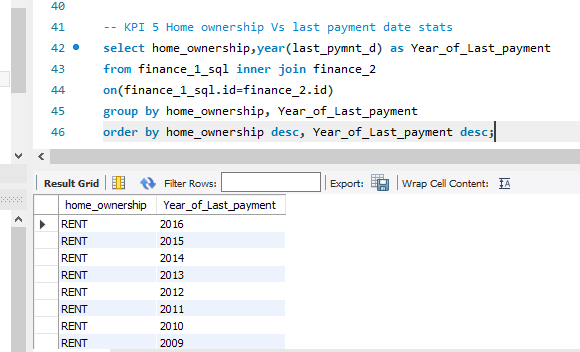 40
41 -- KPI 5 Home ownership Vs last payment date stats
42 select home_ownership,year(last_pymnt_d) as Year_of_Last_payment
43 from finance_1_sql inner join finance_2
44 on(finance_1_sql.id=finance_2.id)
45 group by home_ownership, Year_of_Last_payment
46 order by home_ownership desc, Year_of_Last_payment desc;
Result Grid Filter Rows: Export: Wrap Cell Content: IA
home_ownership Year_of_Last_payment
RENT 2016
RENT 2015
RENT 2014
RENT 2013
RENT 2012
RENT 2011
RENT 2010
RENT 2009